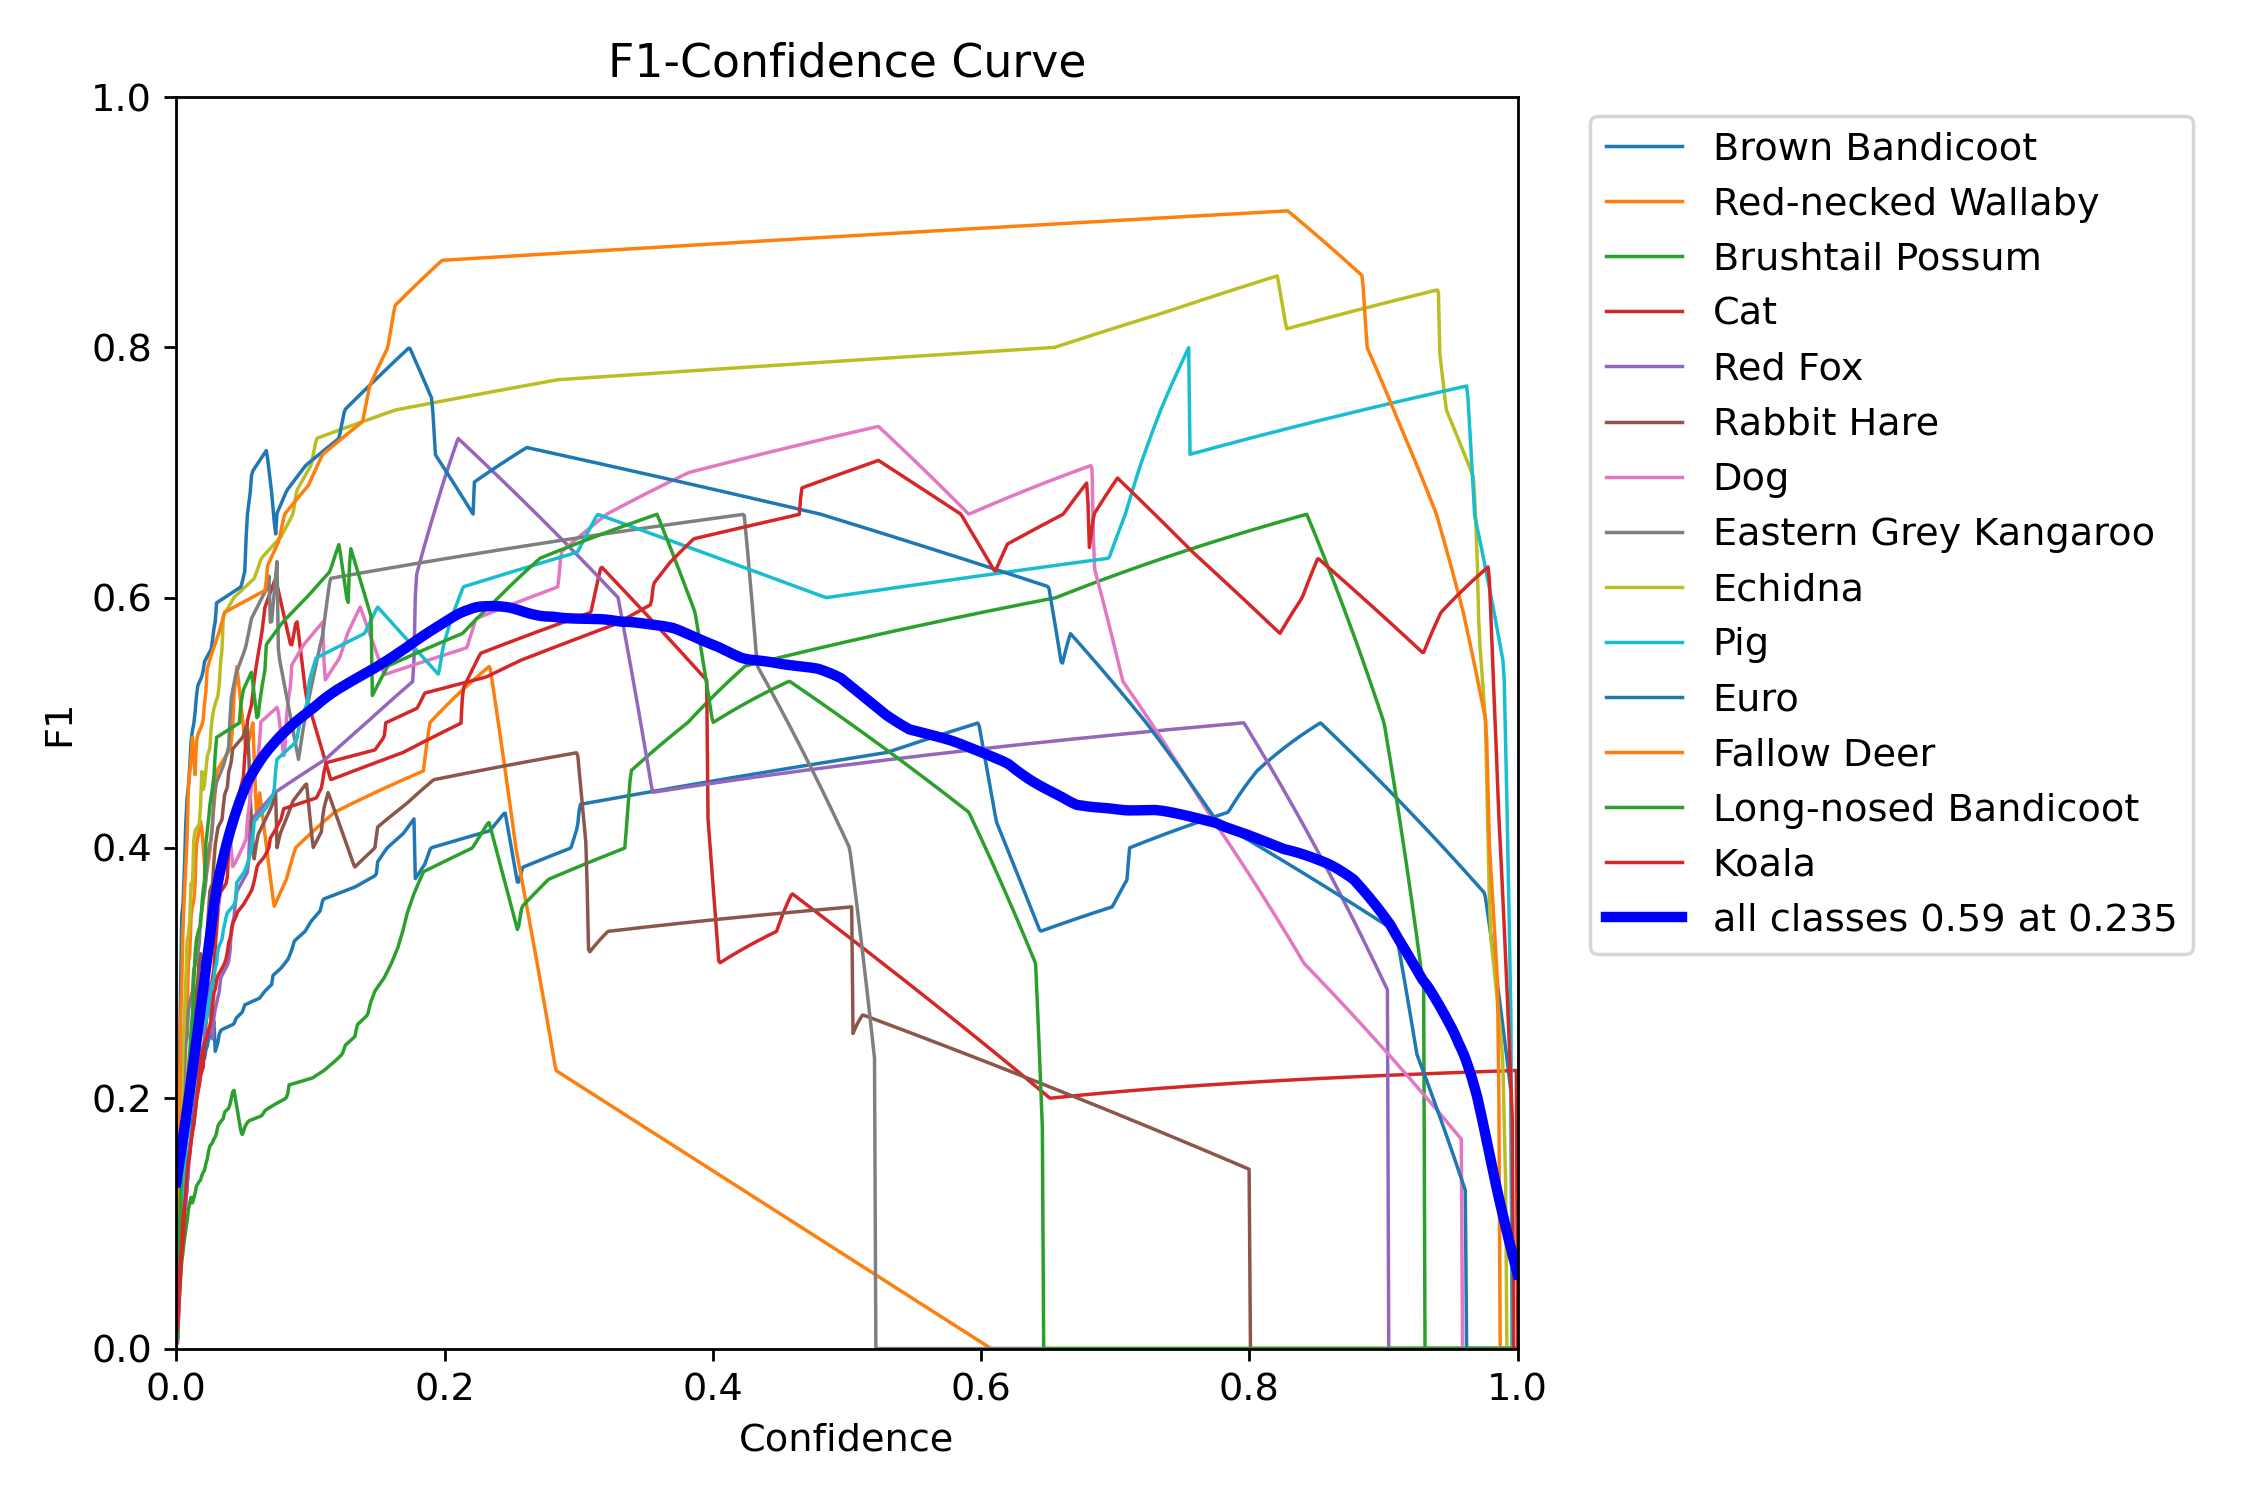 F1-Confidence Curve
1.0
0.8
0.6
0.4
0.2
0.0
F1
0.0 0.2 0.4 0.6 0.8 1.0
Confidence
Brown Bandicoot
Red-necked Wallaby
Brushtail Possum
Cat
Red Fox
Rabbit Hare
Dog
Eastern Grey Kangaroo
Echidna
Pig
Euro
Fallow Deer
Long-nosed Bandicoot
Koala
all classes 0.59 at 0.235